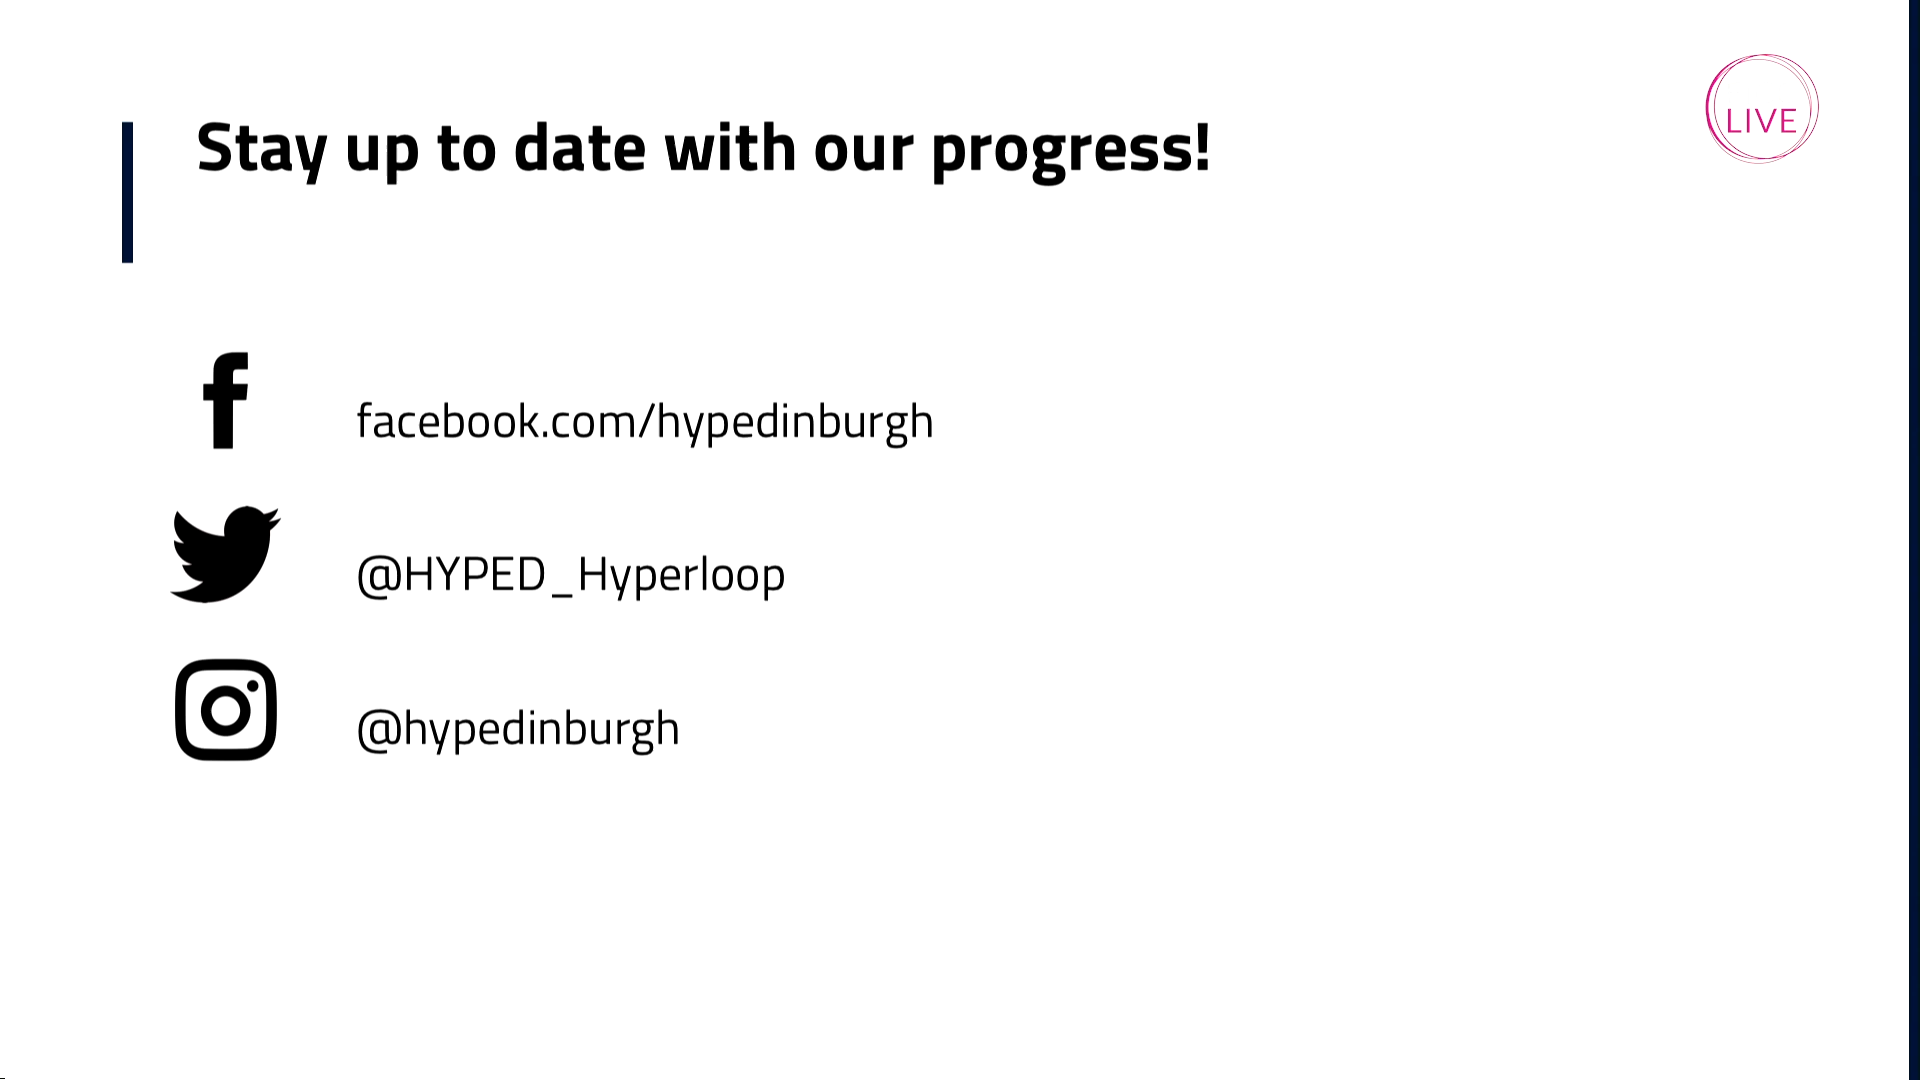 Stay up to date with our progress!
LIVE
facebook.com/hypedinburgh
@HYPED_Hyperloop
@hypedinburgh